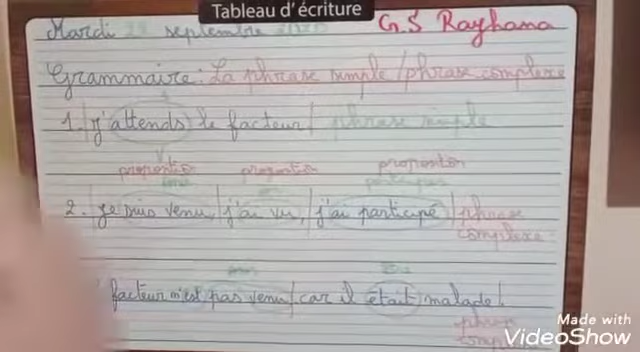 Tableau d'écriture
Mardi septembre G.S Rayhana
Grammaire: La phrase simple/phrase complexe
1. /j'attends le facteur/ phrase simple
proposition proposition proposition
2. /Je suis venu,/j'ai vu,/j'ai participé/phrase
complexe
facteur n'est pas venu/car il était malade/.
Made with
VideoShow